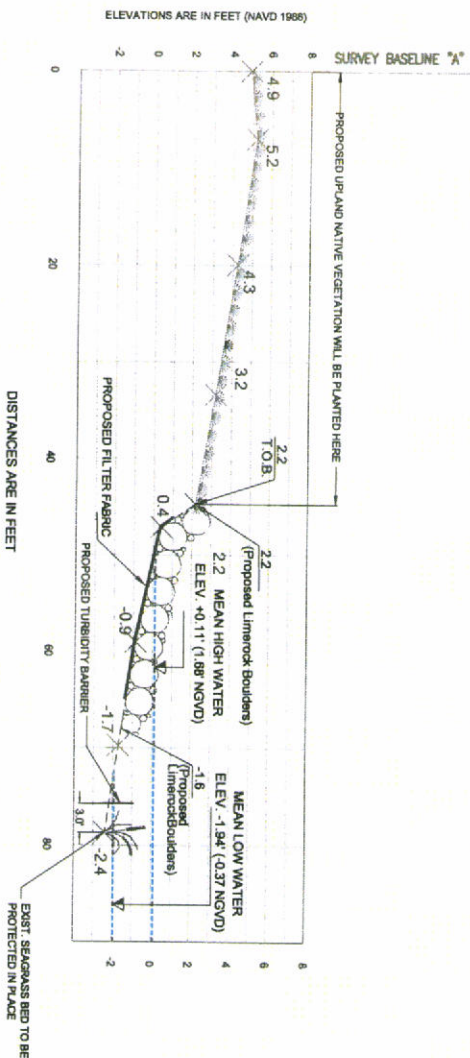 SURVEY BASELINE "A"
ELEVATIONS ARE IN FEET (NAVD 1988)
8
6
4
2
0
-2
8
6
4
2
0
-2
PROPOSED UPLAND NATIVE VEGETATION WILL BE PLANTED HERE
4.9
5.2
4.3
3.2
2.2
T.O.B.
2.2
(Proposed Limerock Boulders)
2.2 MEAN HIGH WATER
ELEV. +0.11' (1.68' NGVD)
MEAN LOW WATER
ELEV. -1.94' (-0.37 NGVD)
0.4
-0.9
-1.7
-1.6
(Proposed
LimerockBoulders)
-2.4
3.0'
PROPOSED FILTER FABRIC
PROPOSED TURBIDITY BARRIER
EXIST. SEAGRASS BED TO BE
PROTECTED IN PLACE
0
20
40
60
80
DISTANCES ARE IN FEET